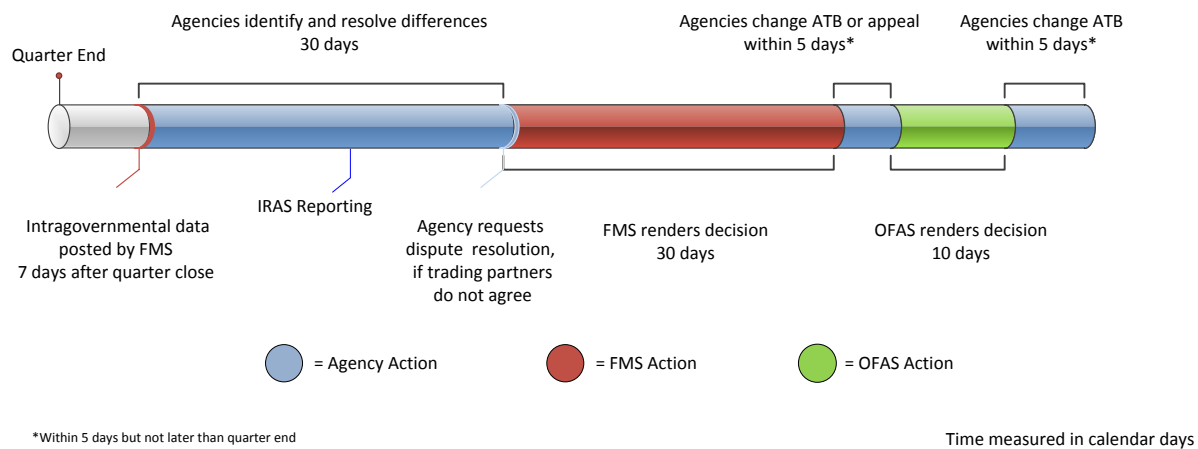 Agencies identify and resolve differences
30 days
Agencies change ATB or appeal
within 5 days*
Agencies change ATB
within 5 days*
Quarter End
IRAS Reporting
Intragovernmental data
posted by FMS
7 days after quarter close
Agency requests
dispute resolution,
if trading partners
do not agree
FMS renders decision
30 days
OFAS renders decision
10 days
= Agency Action
= FMS Action
= OFAS Action
*Within 5 days but not later than quarter end
Time measured in calendar days